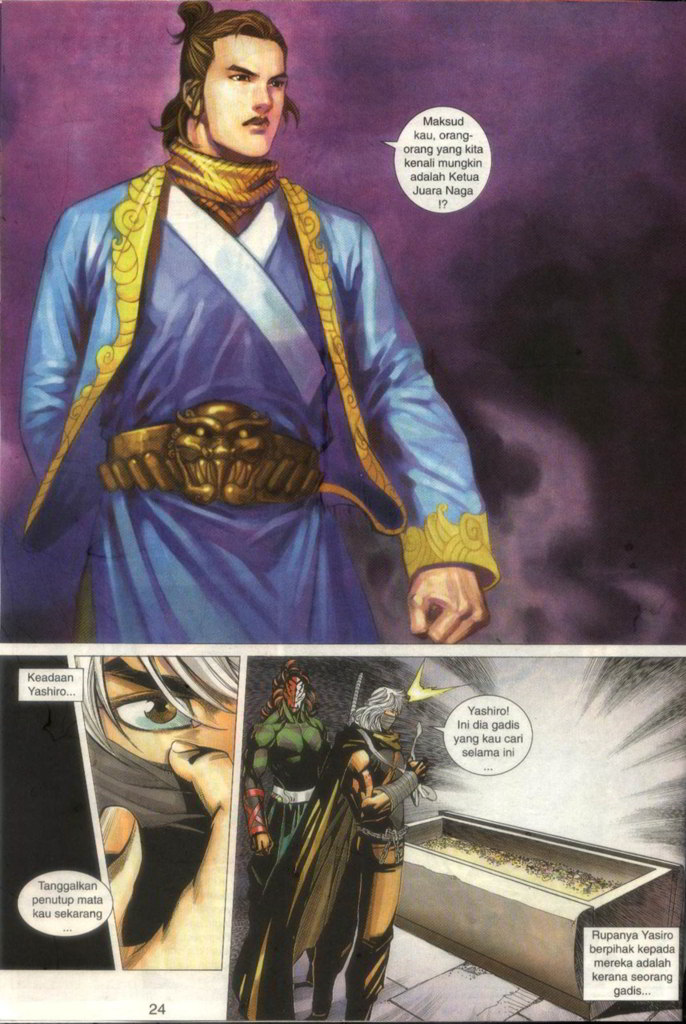 Maksud
kau, orang-
orang yang kita
kenali mungkin
adalah Ketua
Juara Naga
!?
Keadaan
Yashiro...
Tanggalkan
penutup mata
kau sekarang
...
Yashiro!
Ini dia gadis
yang kau cari
selama ini
...
Rupanya Yasiro
berpihak kepada
mereka adalah
kerana seorang
gadis...
24